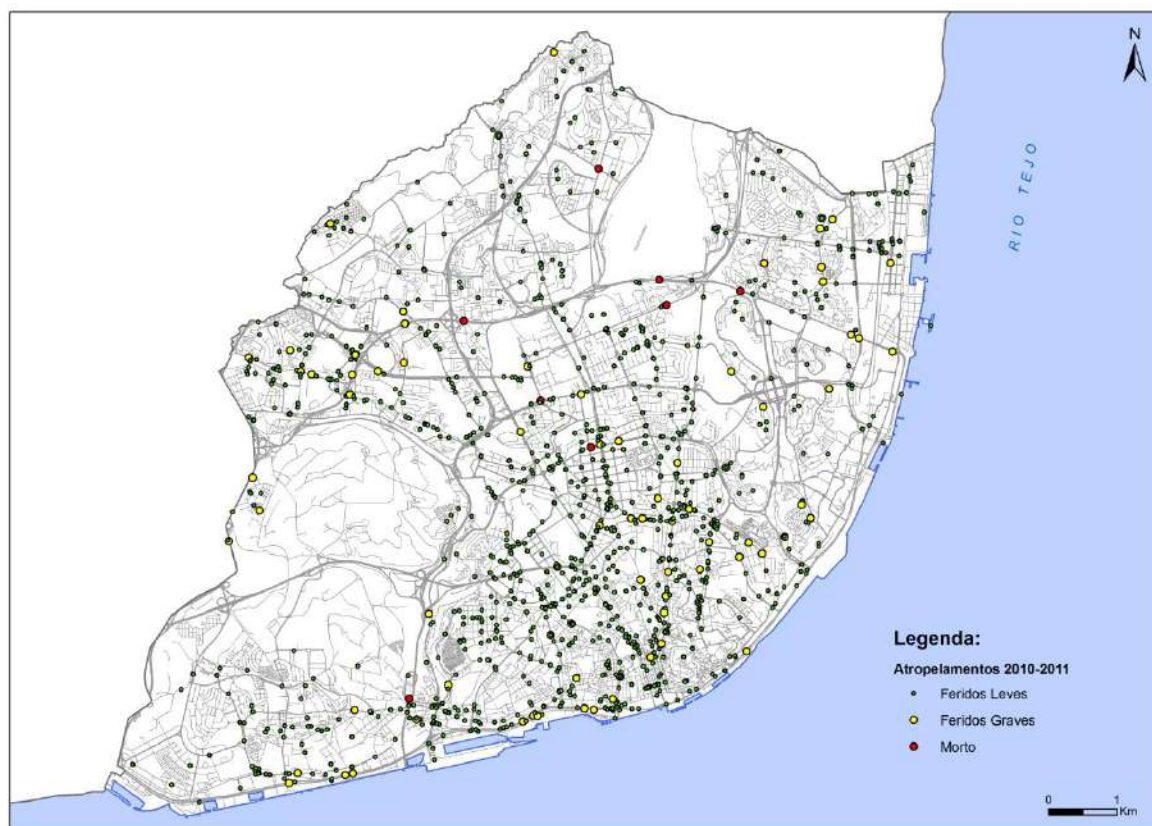 N
RIO TEJO
Legenda:
Atropelamentos 2010-2011
Feridos Leves
Feridos Graves
Morto
0 1
Km